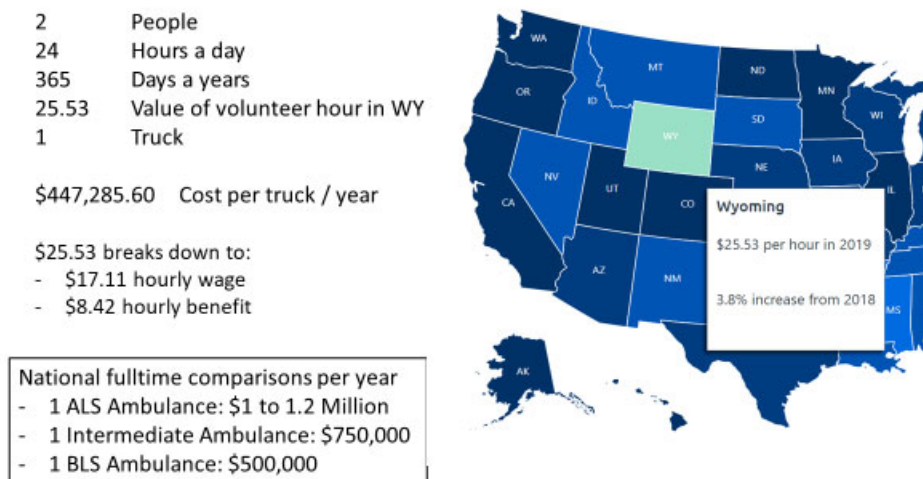 2 People
24 Hours a day
365 Days a years
25.53 Value of volunteer hour in WY
1 Truck
$447,285.60 Cost per truck / year
$25.53 breaks down to:
- $17.11 hourly wage
- $8.42 hourly benefit
National fulltime comparisons per year
- 1 ALS Ambulance: $1 to 1.2 Million
- 1 Intermediate Ambulance: $750,000
- 1 BLS Ambulance: $500,000
WA
MT
ND
MN
OR
ID
WY
SD
WI
NV
UT
CO
NE
IA
IL
CA
AZ
NM
MS
AK
Wyoming
$25.53 per hour in 2019
3.8% increase from 2018